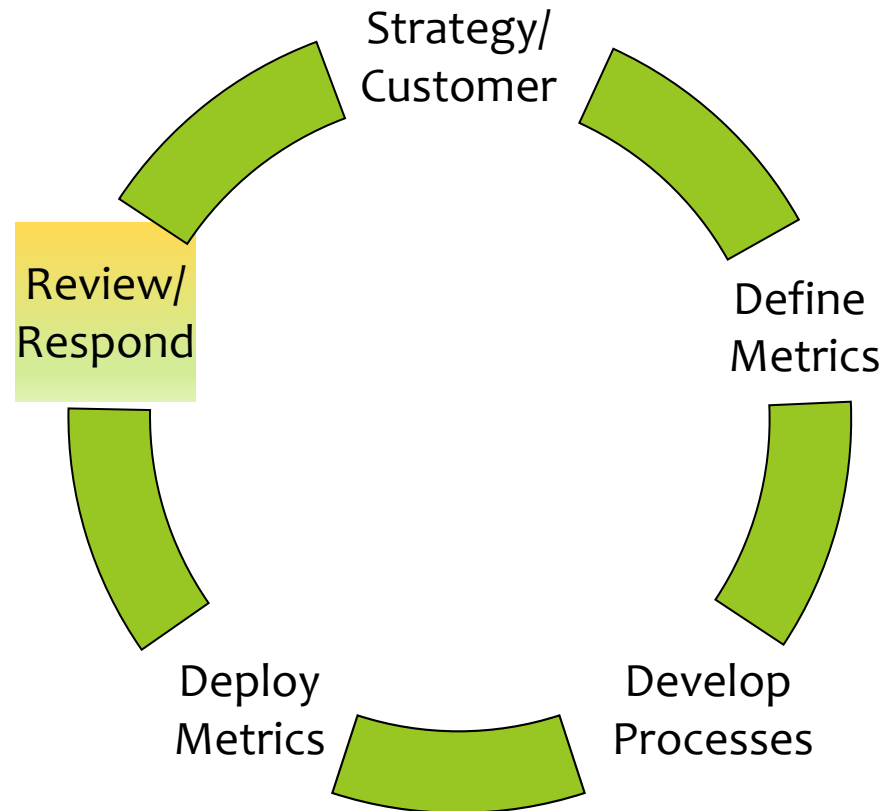 Strategy/
Customer
Define
Metrics
Develop
Processes
Deploy
Metrics
Review/
Respond